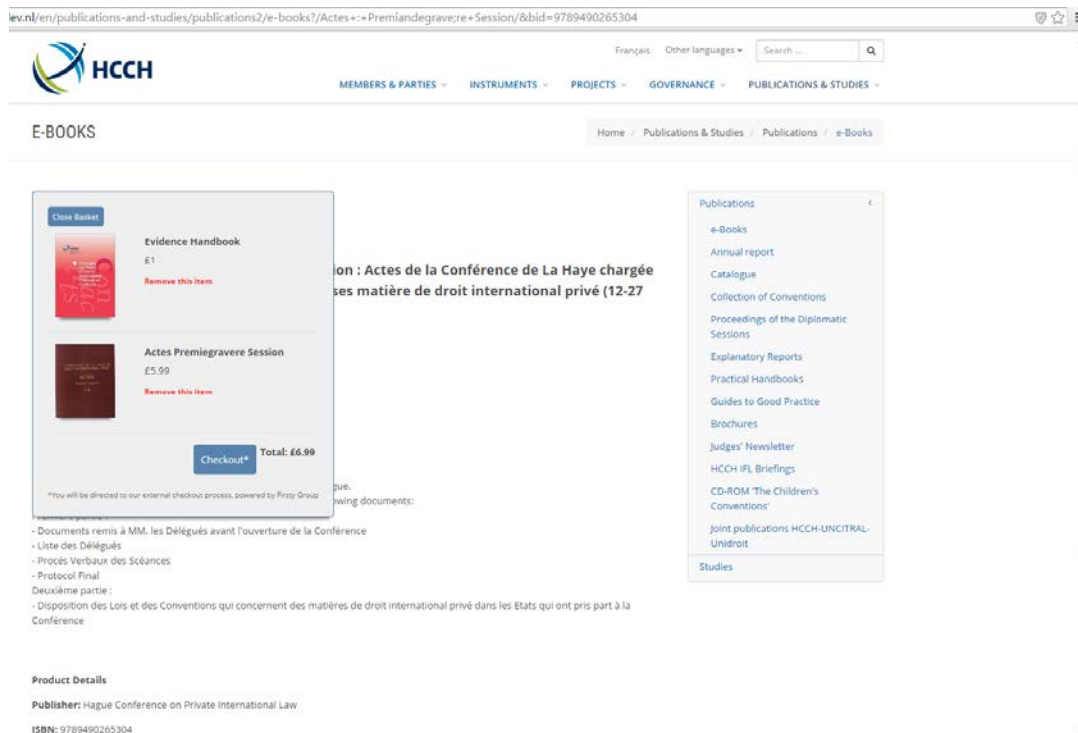 lev.nl/en/publications-and-studies/publications2/e-books?/Actes+:+Premiandegrave;re+Session/&bid=9789490265304
HCCH
Français Other languages
Search ...
MEMBERS & PARTIES INSTRUMENTS PROJECTS GOVERNANCE PUBLICATIONS & STUDIES
E-BOOKS
Home / Publications & Studies / Publications / e-Books
Close Basket
Evidence Handbook
£1
Remove this item
Actes Premiegravere Session
£5.99
Remove this item
Checkout*
Total: £6.99
*You will be directed to our external checkout process, powered by Firsty Group
ion : Actes de la Conférence de La Haye chargée
ses matière de droit international privé (12-27
gue.
owing documents:
- Documents remis à MM. les Délégués avant l'ouverture de la Conférence
- Liste des Délégués
- Procés Verbaux des Scéances
- Protocol Final
Deuxième partie :
- Disposition des Lois et des Conventions qui concernent des matières de droit international privé dans les Etats qui ont pris part à la
Conférence
Product Details
Publisher: Hague Conference on Private International Law
ISBN: 9789490265304
Publications
e-Books
Annual report
Catalogue
Collection of Conventions
Proceedings of the Diplomatic
Sessions
Explanatory Reports
Practical Handbooks
Guides to Good Practice
Brochures
Judges' Newsletter
HCCH IFL Briefings
CD-ROM 'The Children's
Conventions'
Joint publications HCCH-UNCITRAL-
Unidroit
Studies